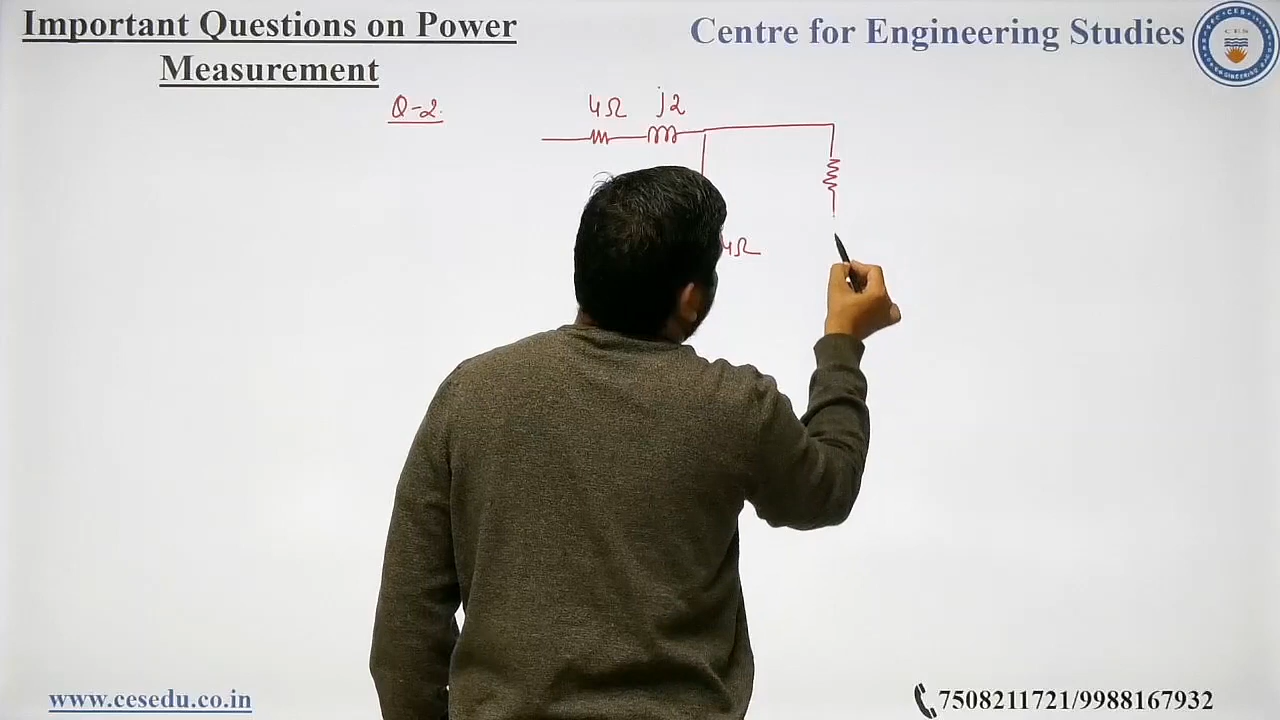 Important Questions on Power
Measurement
Centre for Engineering Studies
CES
Q-2.
4Ω j2
4Ω
www.cesedu.co.in
7508211721/9988167932